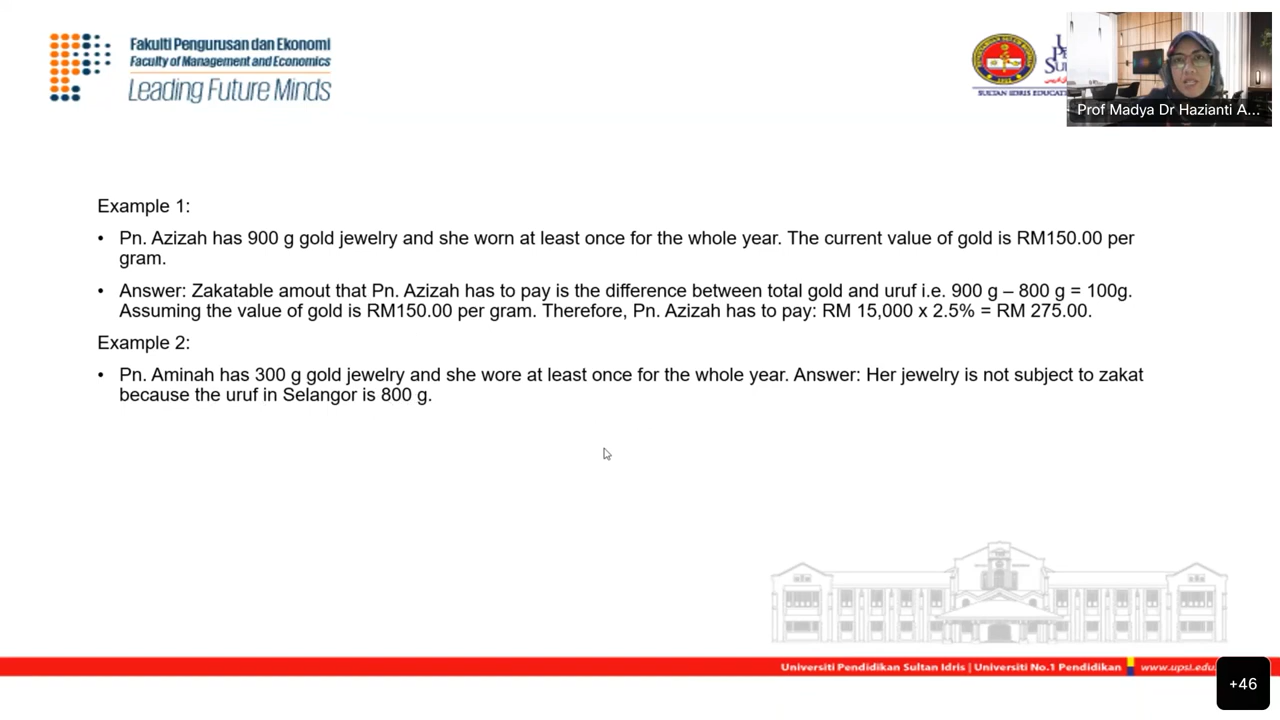 Fakulti Pengurusan dan Ekonomi
Faculty of Management and Economics
Leading Future Minds
SULTAN IDRIS
Prof Madya Dr Hazianti A...
Example 1:
• Pn. Azizah has 900 g gold jewelry and she worn at least once for the whole year. The current value of gold is RM150.00 per
gram.
• Answer: Zakatable amout that Pn. Azizah has to pay is the difference between total gold and uruf i.e. 900 g – 800 g = 100g.
Assuming the value of gold is RM150.00 per gram. Therefore, Pn. Azizah has to pay: RM 15,000 x 2.5% = RM 275.00.
Example 2:
• Pn. Aminah has 300 g gold jewelry and she wore at least once for the whole year. Answer: Her jewelry is not subject to zakat
because the uruf in Selangor is 800 g.
Universiti Pendidikan Sultan Idris | Universiti No.1 Pendidikan www.upsi.edu.
+46